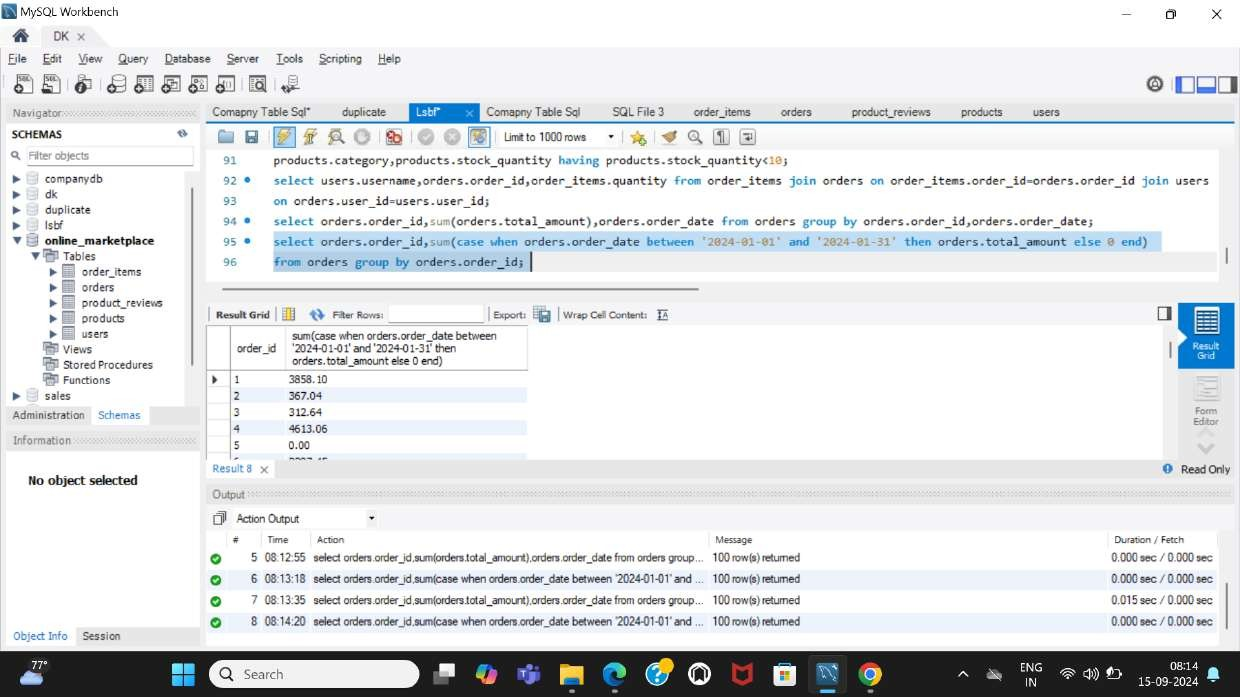 MySQL Workbench
DK
File Edit View Query Database Server Tools Scripting Help
Navigator
SCHEMAS
Filter objects
companydb
dk
duplicate
lsbf
online_marketplace
Tables
order_items
orders
product_reviews
products
users
Views
Stored Procedures
Functions
sales
Administration Schemas
Information
No object selected
Object Info Session
Comapny Table Sql* duplicate Lsbf* Comapny Table Sql SQL File 3 order_items orders product_reviews products users
Limit to 1000 rows
91 products.category,products.stock_quantity having products.stock_quantity<10;
92 select users.username,orders.order_id,order_items.quantity from order_items join orders on order_items.order_id=orders.order_id join users
93 on orders.user_id=users.user_id;
94 select orders.order_id,sum(orders.total_amount),orders.order_date from orders group by orders.order_id,orders.order_date;
95 select orders.order_id,sum(case when orders.order_date between '2024-01-01' and '2024-01-31' then orders.total_amount else 0 end)
96 from orders group by orders.order_id;
Result Grid Filter Rows: Export: Wrap Cell Content:
order_id sum(case when orders.order_date between
'2024-01-01' and '2024-01-31' then
orders.total_amount else 0 end)
1 3858.10
2 367.04
3 312.64
4 4613.06
5 0.00
Result Grid
Form Editor
Result 8
Read Only
Output
Action Output
# Time Action Message Duration / Fetch
5 08:12:55 select orders.order_id,sum(orders.total_amount),orders.order_date from orders group... 100 row(s) returned 0.000 sec / 0.000 sec
6 08:13:18 select orders.order_id,sum(case when orders.order_date between '2024-01-01' and ... 100 row(s) returned 0.000 sec / 0.000 sec
7 08:13:35 select orders.order_id,sum(orders.total_amount),orders.order_date from orders group... 100 row(s) returned 0.015 sec / 0.000 sec
8 08:14:20 select orders.order_id,sum(case when orders.order_date between '2024-01-01' and ... 100 row(s) returned 0.000 sec / 0.000 sec
77°
Search
ENG
IN
08:14
15-09-2024